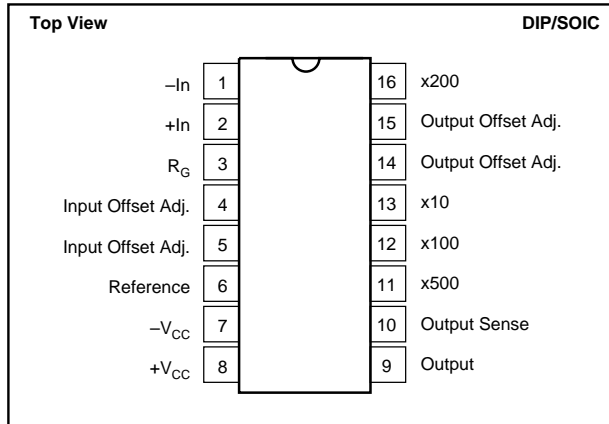 Top View DIP/SOIC
–In 1 16 x200
+In 2 15 Output Offset Adj.
RG 3 14 Output Offset Adj.
Input Offset Adj. 4 13 x10
Input Offset Adj. 5 12 x100
Reference 6 11 x500
–VCC 7 10 Output Sense
+VCC 8 9 Output